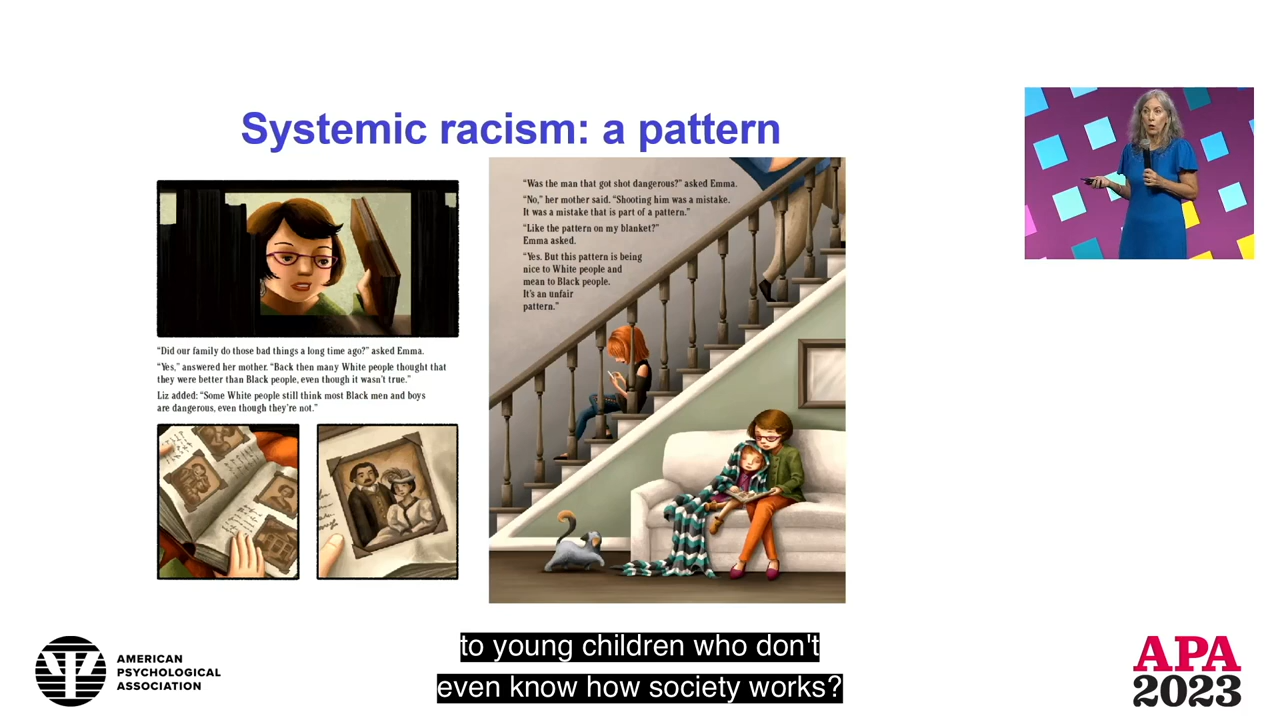 Systemic racism: a pattern
“Did our family do those bad things a long time ago?” asked Emma.
“Yes,” answered her mother. “Back then many White people thought that
they were better than Black people, even though it wasn’t true.”
Liz added: “Some White people still think most Black men and boys
are dangerous, even though they’re not.”
“Was the man that got shot dangerous?” asked Emma.
“No,” her mother said. “Shooting him was a mistake.
It was a mistake that is part of a pattern.”
“Like the pattern on my blanket?”
Emma asked.
“Yes. But this pattern is being
nice to White people and
mean to Black people.
It’s an unfair
pattern.”
to young children who don't
even know how society works?
AMERICAN
PSYCHOLOGICAL
ASSOCIATION
APA
2023